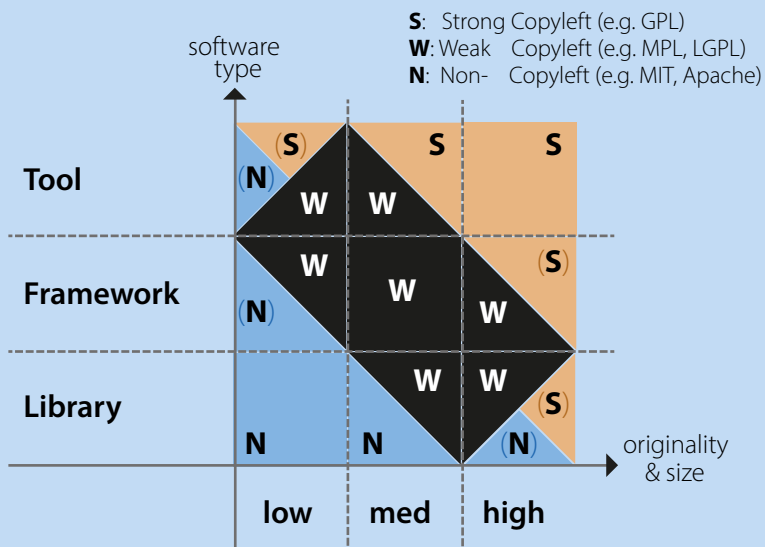 S: Strong Copyleft (e.g. GPL)
W: Weak Copyleft (e.g. MPL, LGPL)
N: Non- Copyleft (e.g. MIT, Apache)
software
type
(S) S S
Tool (N)
W W
W (S)
Framework W
(N) W
W W
Library (S)
N N (N)
originality
& size
low med high